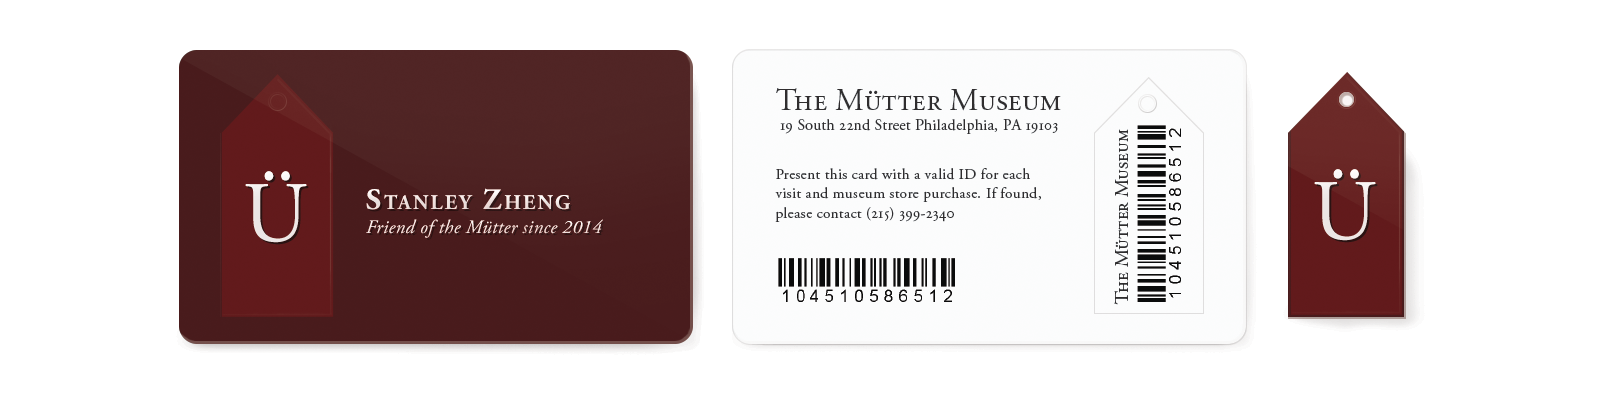 Ü
Stanley Zheng
Friend of the Mütter since 2014
The Mütter Museum
19 South 22nd Street Philadelphia, PA 19103
Present this card with a valid ID for each
visit and museum store purchase. If found,
please contact (215) 399-2340
104510586512
The Mütter Museum
104510586512
Ü